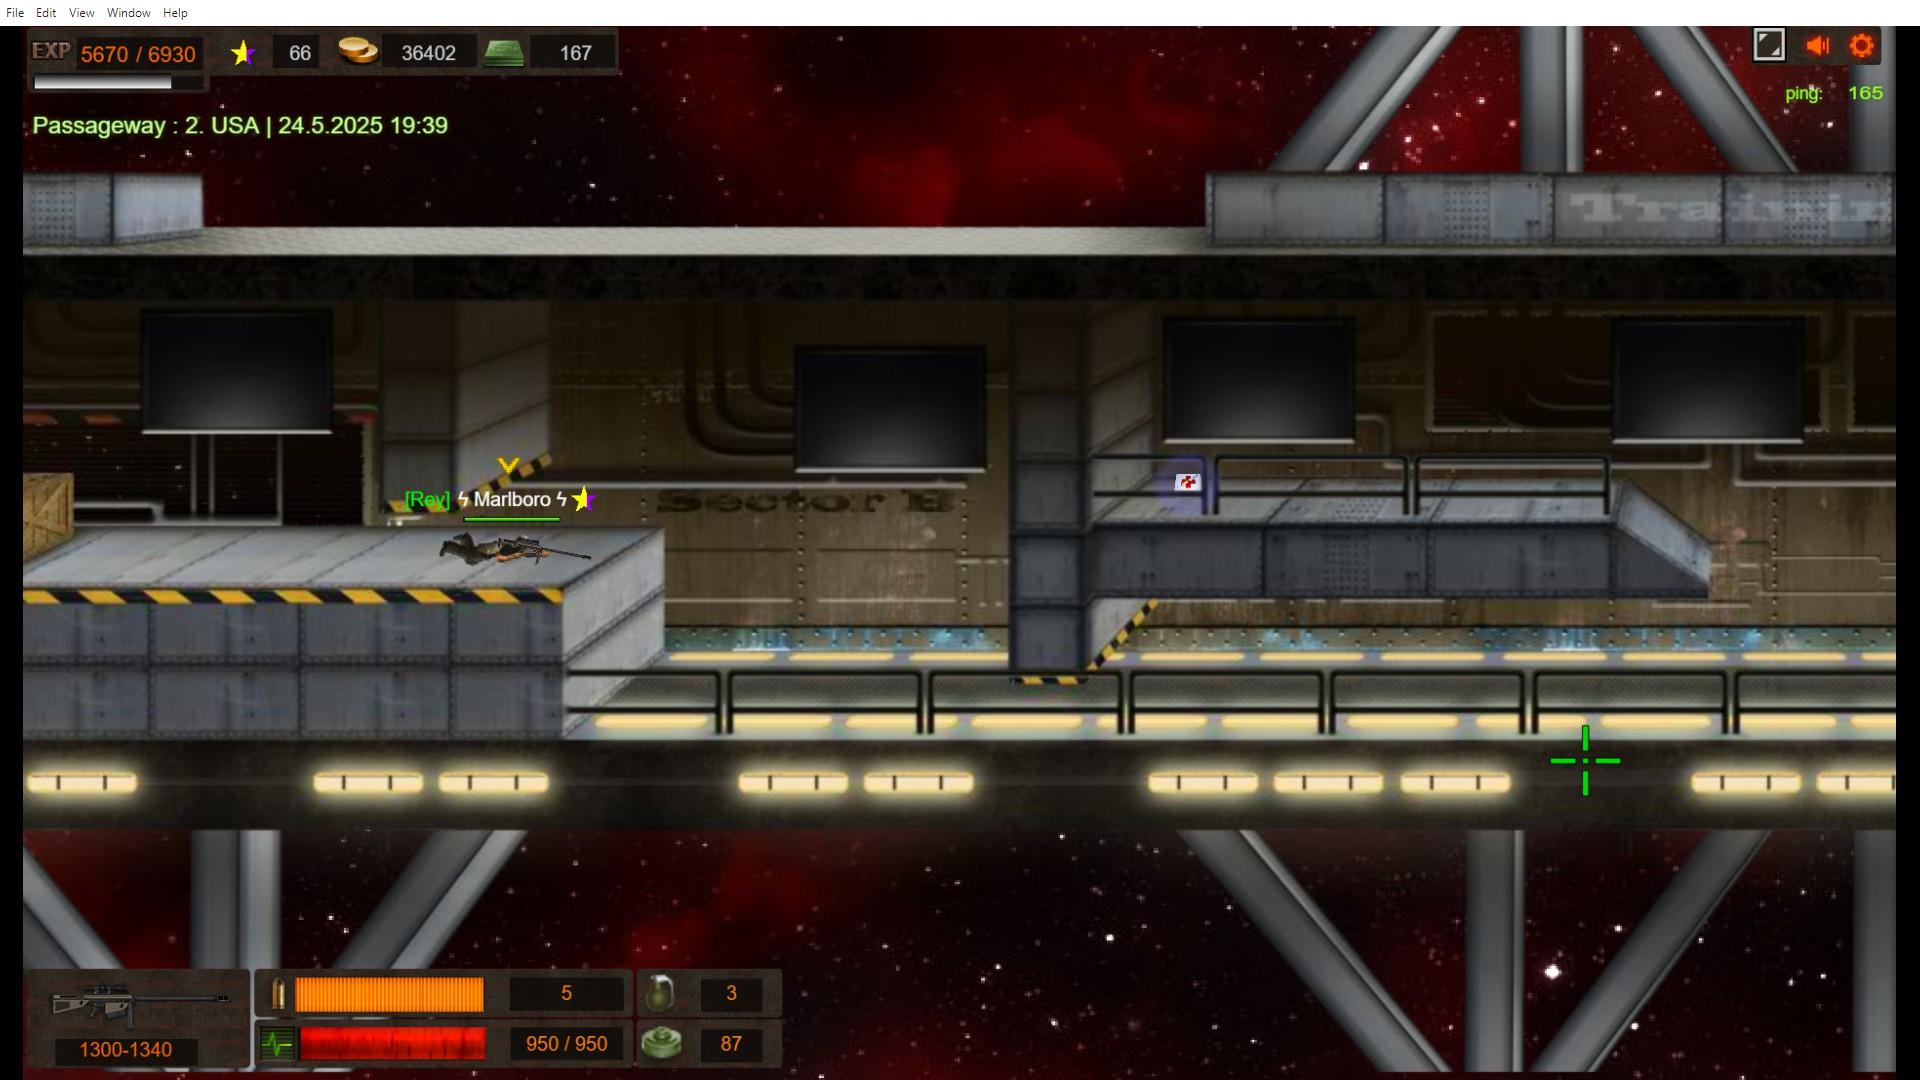 File Edit View Window Help
EXP 5670 / 6930 66 36402 167
ping: 165
Passageway : 2. USA | 24.5.2025 19:39
[Rey] ϟ Marlboro ϟ
Sector B
5 3
1300-1340 950 / 950 87